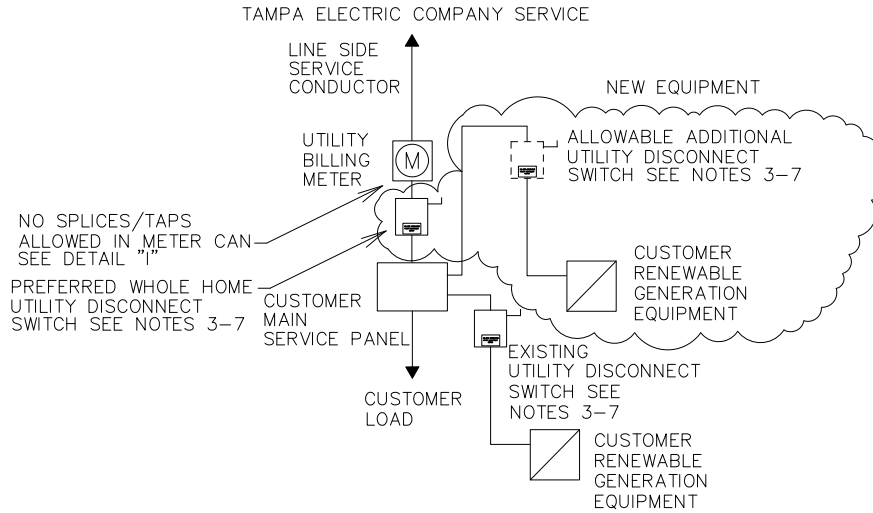 TAMPA ELECTRIC COMPANY SERVICE
LINE SIDE
SERVICE
CONDUCTOR
NEW EQUIPMENT
UTILITY
BILLING
METER
M
ALLOWABLE ADDITIONAL
UTILITY DISCONNECT
SWITCH SEE NOTES 3-7
NO SPLICES/TAPS
ALLOWED IN METER CAN
SEE DETAIL "I"
PREFERRED WHOLE HOME
UTILITY DISCONNECT
SWITCH SEE NOTES 3-7
CUSTOMER
MAIN
SERVICE PANEL
CUSTOMER
RENEWABLE
GENERATION
EQUIPMENT
EXISTING
UTILITY DISCONNECT
SWITCH SEE
NOTES 3-7
CUSTOMER
LOAD
CUSTOMER
RENEWABLE
GENERATION
EQUIPMENT